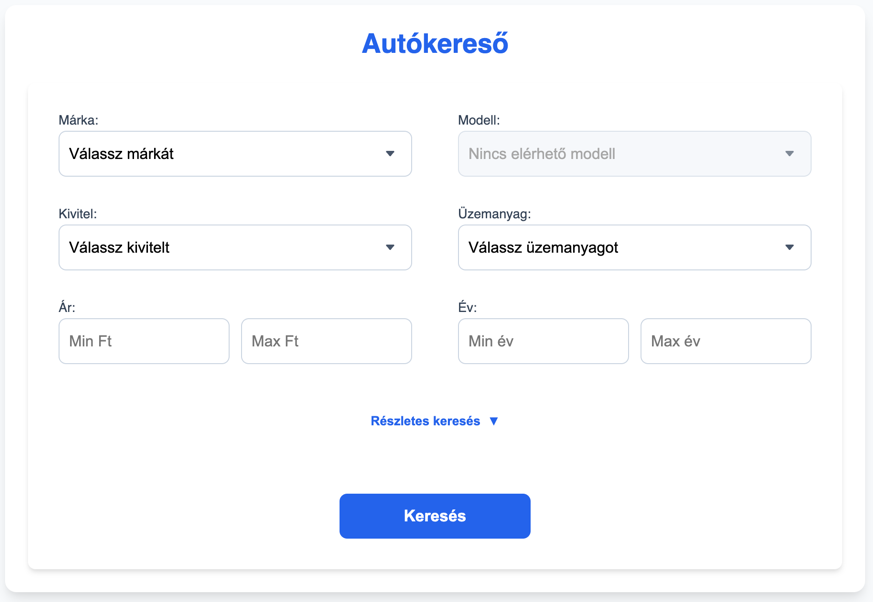 Autókereső
Márka: Modell:
Válassz márkát Nincs elérhető modell
Kivitel: Üzemanyag:
Válassz kivitelt Válassz üzemanyagot
Ár: Év:
Min Ft Max Ft Min év Max év
Részletes keresés ▼
Keresés